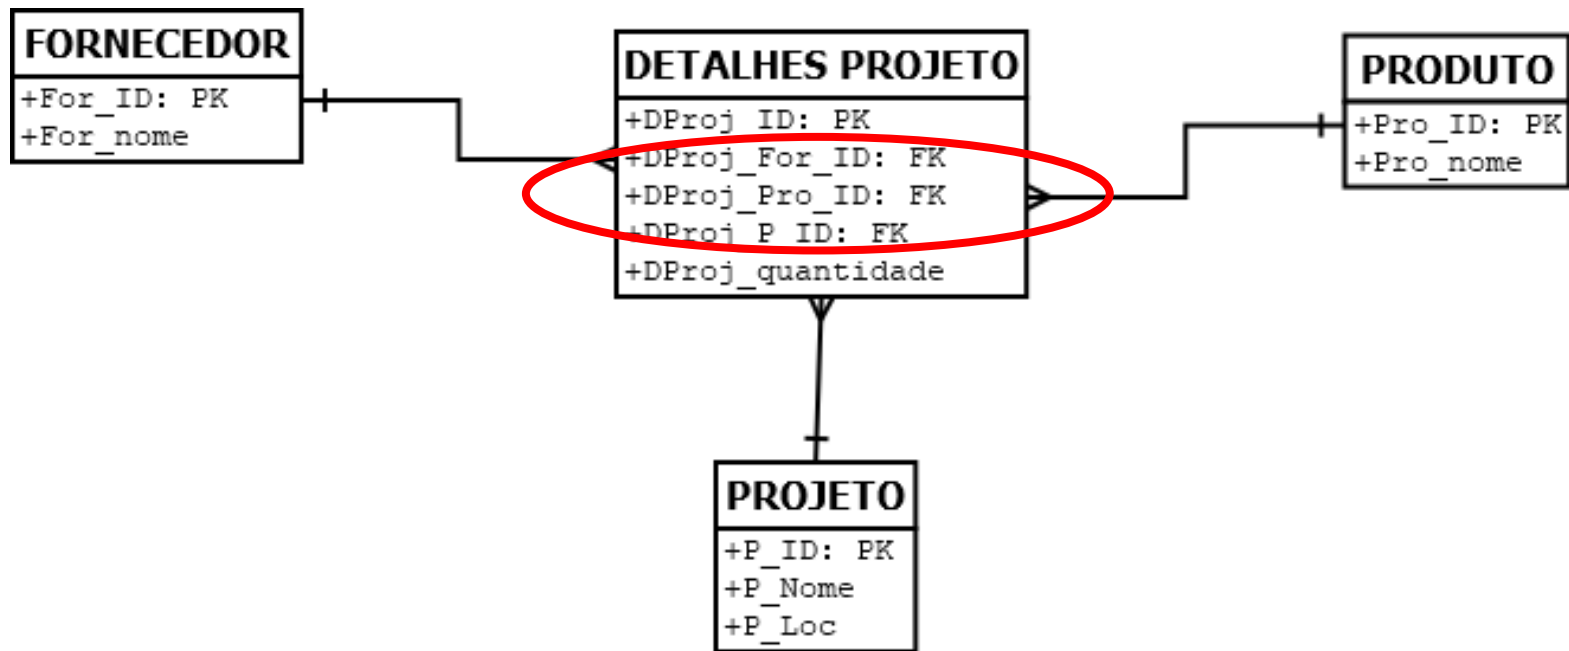 FORNECEDOR
+For_ID: PK
+For_nome
DETALHES PROJETO
+DProj_ID: PK
+DProj_For_ID: FK
+DProj_Pro_ID: FK
+DProj_P_ID: FK
+DProj_quantidade
PRODUTO
+Pro_ID: PK
+Pro_nome
PROJETO
+P_ID: PK
+P_Nome
+P_Loc